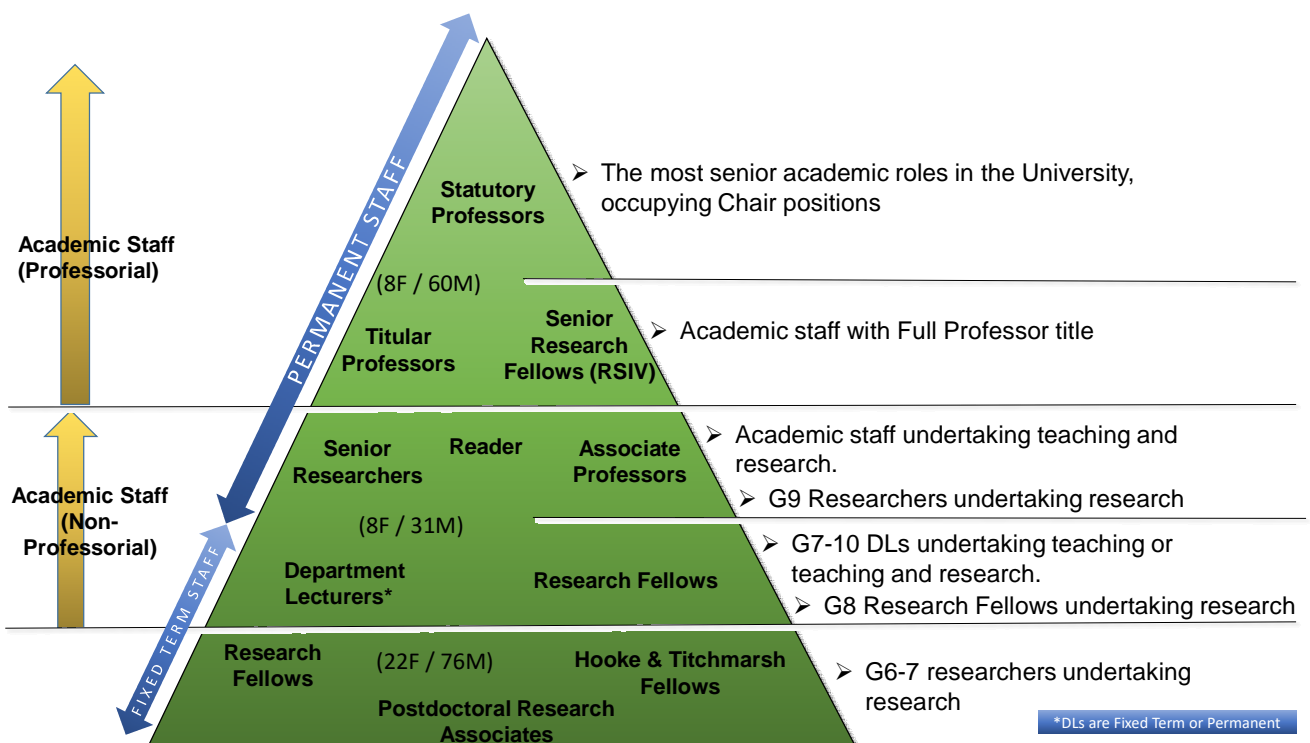 Academic Staff
(Professorial)
PERMANENT STAFF
Statutory
Professors
➢ The most senior academic roles in the University,
occupying Chair positions
(8F / 60M)
Titular
Professors
Senior
Research
Fellows (RSIV)
➢ Academic staff with Full Professor title
Academic Staff
(Non-
Professorial)
FIXED TERM STAFF
Senior
Researchers
Reader
Associate
Professors
➢ Academic staff undertaking teaching and
research.
➢ G9 Researchers undertaking research
(8F / 31M)
Department
Lecturers*
Research Fellows
➢ G7-10 DLs undertaking teaching or
teaching and research.
➢ G8 Research Fellows undertaking research
Research
Fellows
(22F / 76M)
Hooke & Titchmarsh
Fellows
Postdoctoral Research
Associates
➢ G6-7 researchers undertaking
research
*DLs are Fixed Term or Permanent